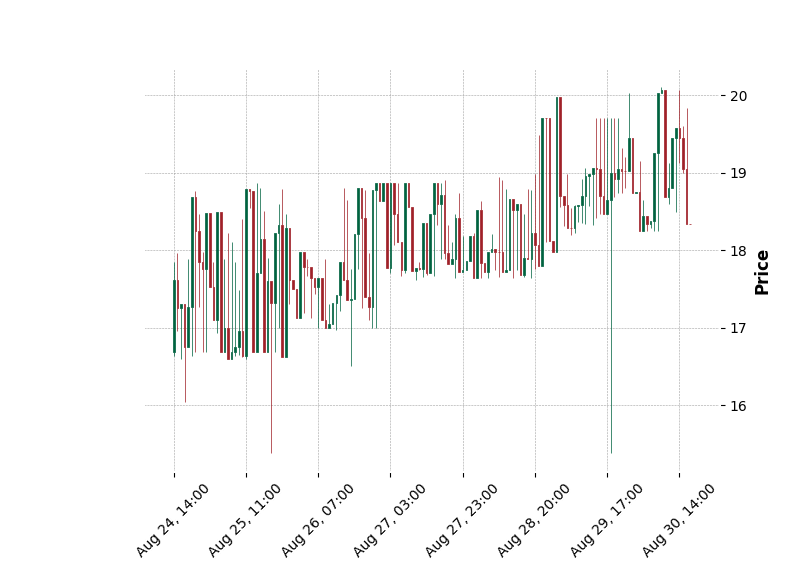 20
19
18
17
16
Price
Aug 24, 14:00
Aug 25, 11:00
Aug 26, 07:00
Aug 27, 03:00
Aug 27, 23:00
Aug 28, 20:00
Aug 29, 17:00
Aug 30, 14:00